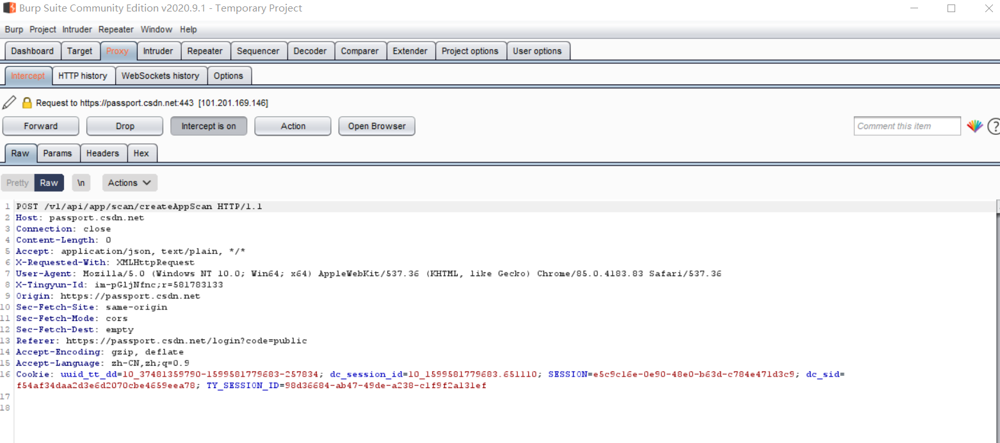 Burp Suite Community Edition v2020.9.1 - Temporary Project
Burp Project Intruder Repeater Window Help
Dashboard Target Proxy Intruder Repeater Sequencer Decoder Comparer Extender Project options User options
Intercept HTTP history WebSockets history Options
Request to https://passport.csdn.net:443 [101.201.169.146]
Forward Drop Intercept is on Action Open Browser Comment this item ?
Raw Params Headers Hex
Pretty Raw \n Actions
1 POST /v1/api/app/scan/createAppScan HTTP/1.1
2 Host: passport.csdn.net
3 Connection: close
4 Content-Length: 0
5 Accept: application/json, text/plain, */*
6 X-Requested-With: XMLHttpRequest
7 User-Agent: Mozilla/5.0 (Windows NT 10.0; Win64; x64) AppleWebKit/537.36 (KHTML, like Gecko) Chrome/85.0.4183.83 Safari/537.36
8 X-Tingyun-Id: im-pGljNfnc;r=581783133
9 Origin: https://passport.csdn.net
10 Sec-Fetch-Site: same-origin
11 Sec-Fetch-Mode: cors
12 Sec-Fetch-Dest: empty
13 Referer: https://passport.csdn.net/login?code=public
14 Accept-Encoding: gzip, deflate
15 Accept-Language: zh-CN,zh;q=0.9
16 Cookie: uuid_tt_dd=10_37481359790-1599581779683-257834; dc_session_id=10_1599581779683.651110; SESSION=e5c9c16e-0e90-48e0-b63d-c784e471d3c9; dc_sid=
f54af34daa2d3e6d2070cbe4659eea78; TY_SESSION_ID=98d36684-ab47-49de-a238-c1f9f2a131ef
17
18